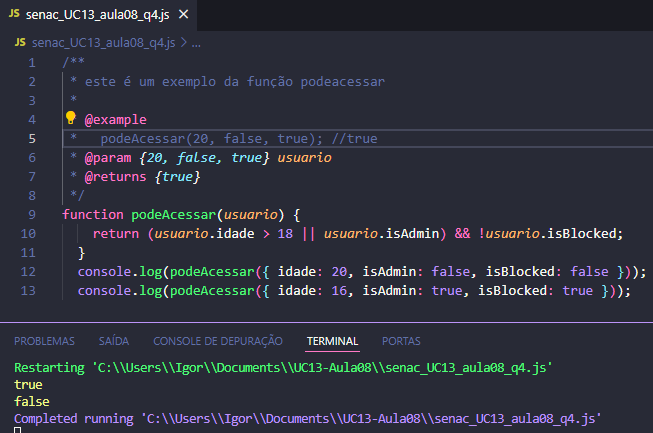 JS senac_UC13_aula08_q4.js ×
JS senac_UC13_aula08_q4.js > ...
1 /**
2 * este é um exemplo da função podeacessar
3 *
4 * @example
5 *   podeAcessar(20, false, true); //true
6 * @param {20, false, true} usuario
7 * @returns {true}
8 */
9 function podeAcessar(usuario) {
10 return (usuario.idade > 18 || usuario.isAdmin) && !usuario.isBlocked;
11 }
12 console.log(podeAcessar({ idade: 20, isAdmin: false, isBlocked: false }));
13 console.log(podeAcessar({ idade: 16, isAdmin: true, isBlocked: true }));
PROBLEMAS SAÍDA CONSOLE DE DEPURAÇÃO TERMINAL PORTAS
Restarting 'C:\\Users\\Igor\\Documents\\UC13-Aula08\\senac_UC13_aula08_q4.js'
true
false
Completed running 'C:\\Users\\Igor\\Documents\\UC13-Aula08\\senac_UC13_aula08_q4.js'